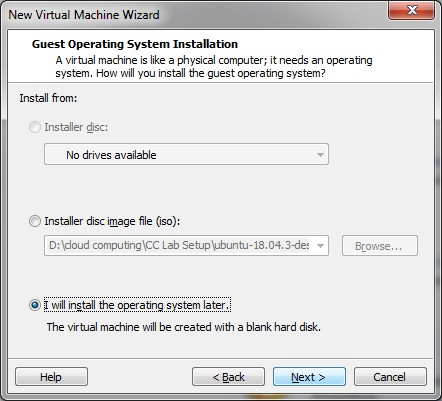 New Virtual Machine Wizard
Guest Operating System Installation
A virtual machine is like a physical computer; it needs an operating
system. How will you install the guest operating system?
Install from:
Installer disc:
No drives available
Installer disc image file (iso):
D:\cloud computing\CC Lab Setup\ubuntu-18.04.3-des
Browse...
I will install the operating system later.
The virtual machine will be created with a blank hard disk.
Help
< Back
Next >
Cancel